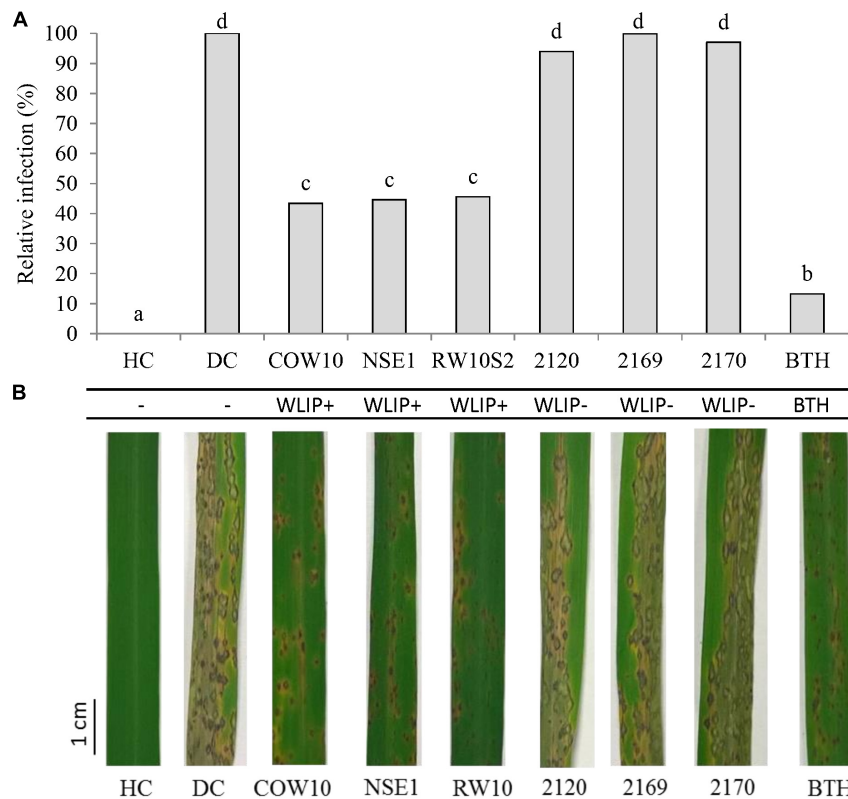 A
Relative infection (%)
100
90
80
70
60
50
40
30
20
10
0
a
d
c
c
c
d
d
d
b
HC DC COW10 NSE1 RW10S2 2120 2169 2170 BTH
B
- - WLIP+ WLIP+ WLIP+ WLIP- WLIP- WLIP- BTH
1 cm
HC DC COW10 NSE1 RW10 2120 2169 2170 BTH